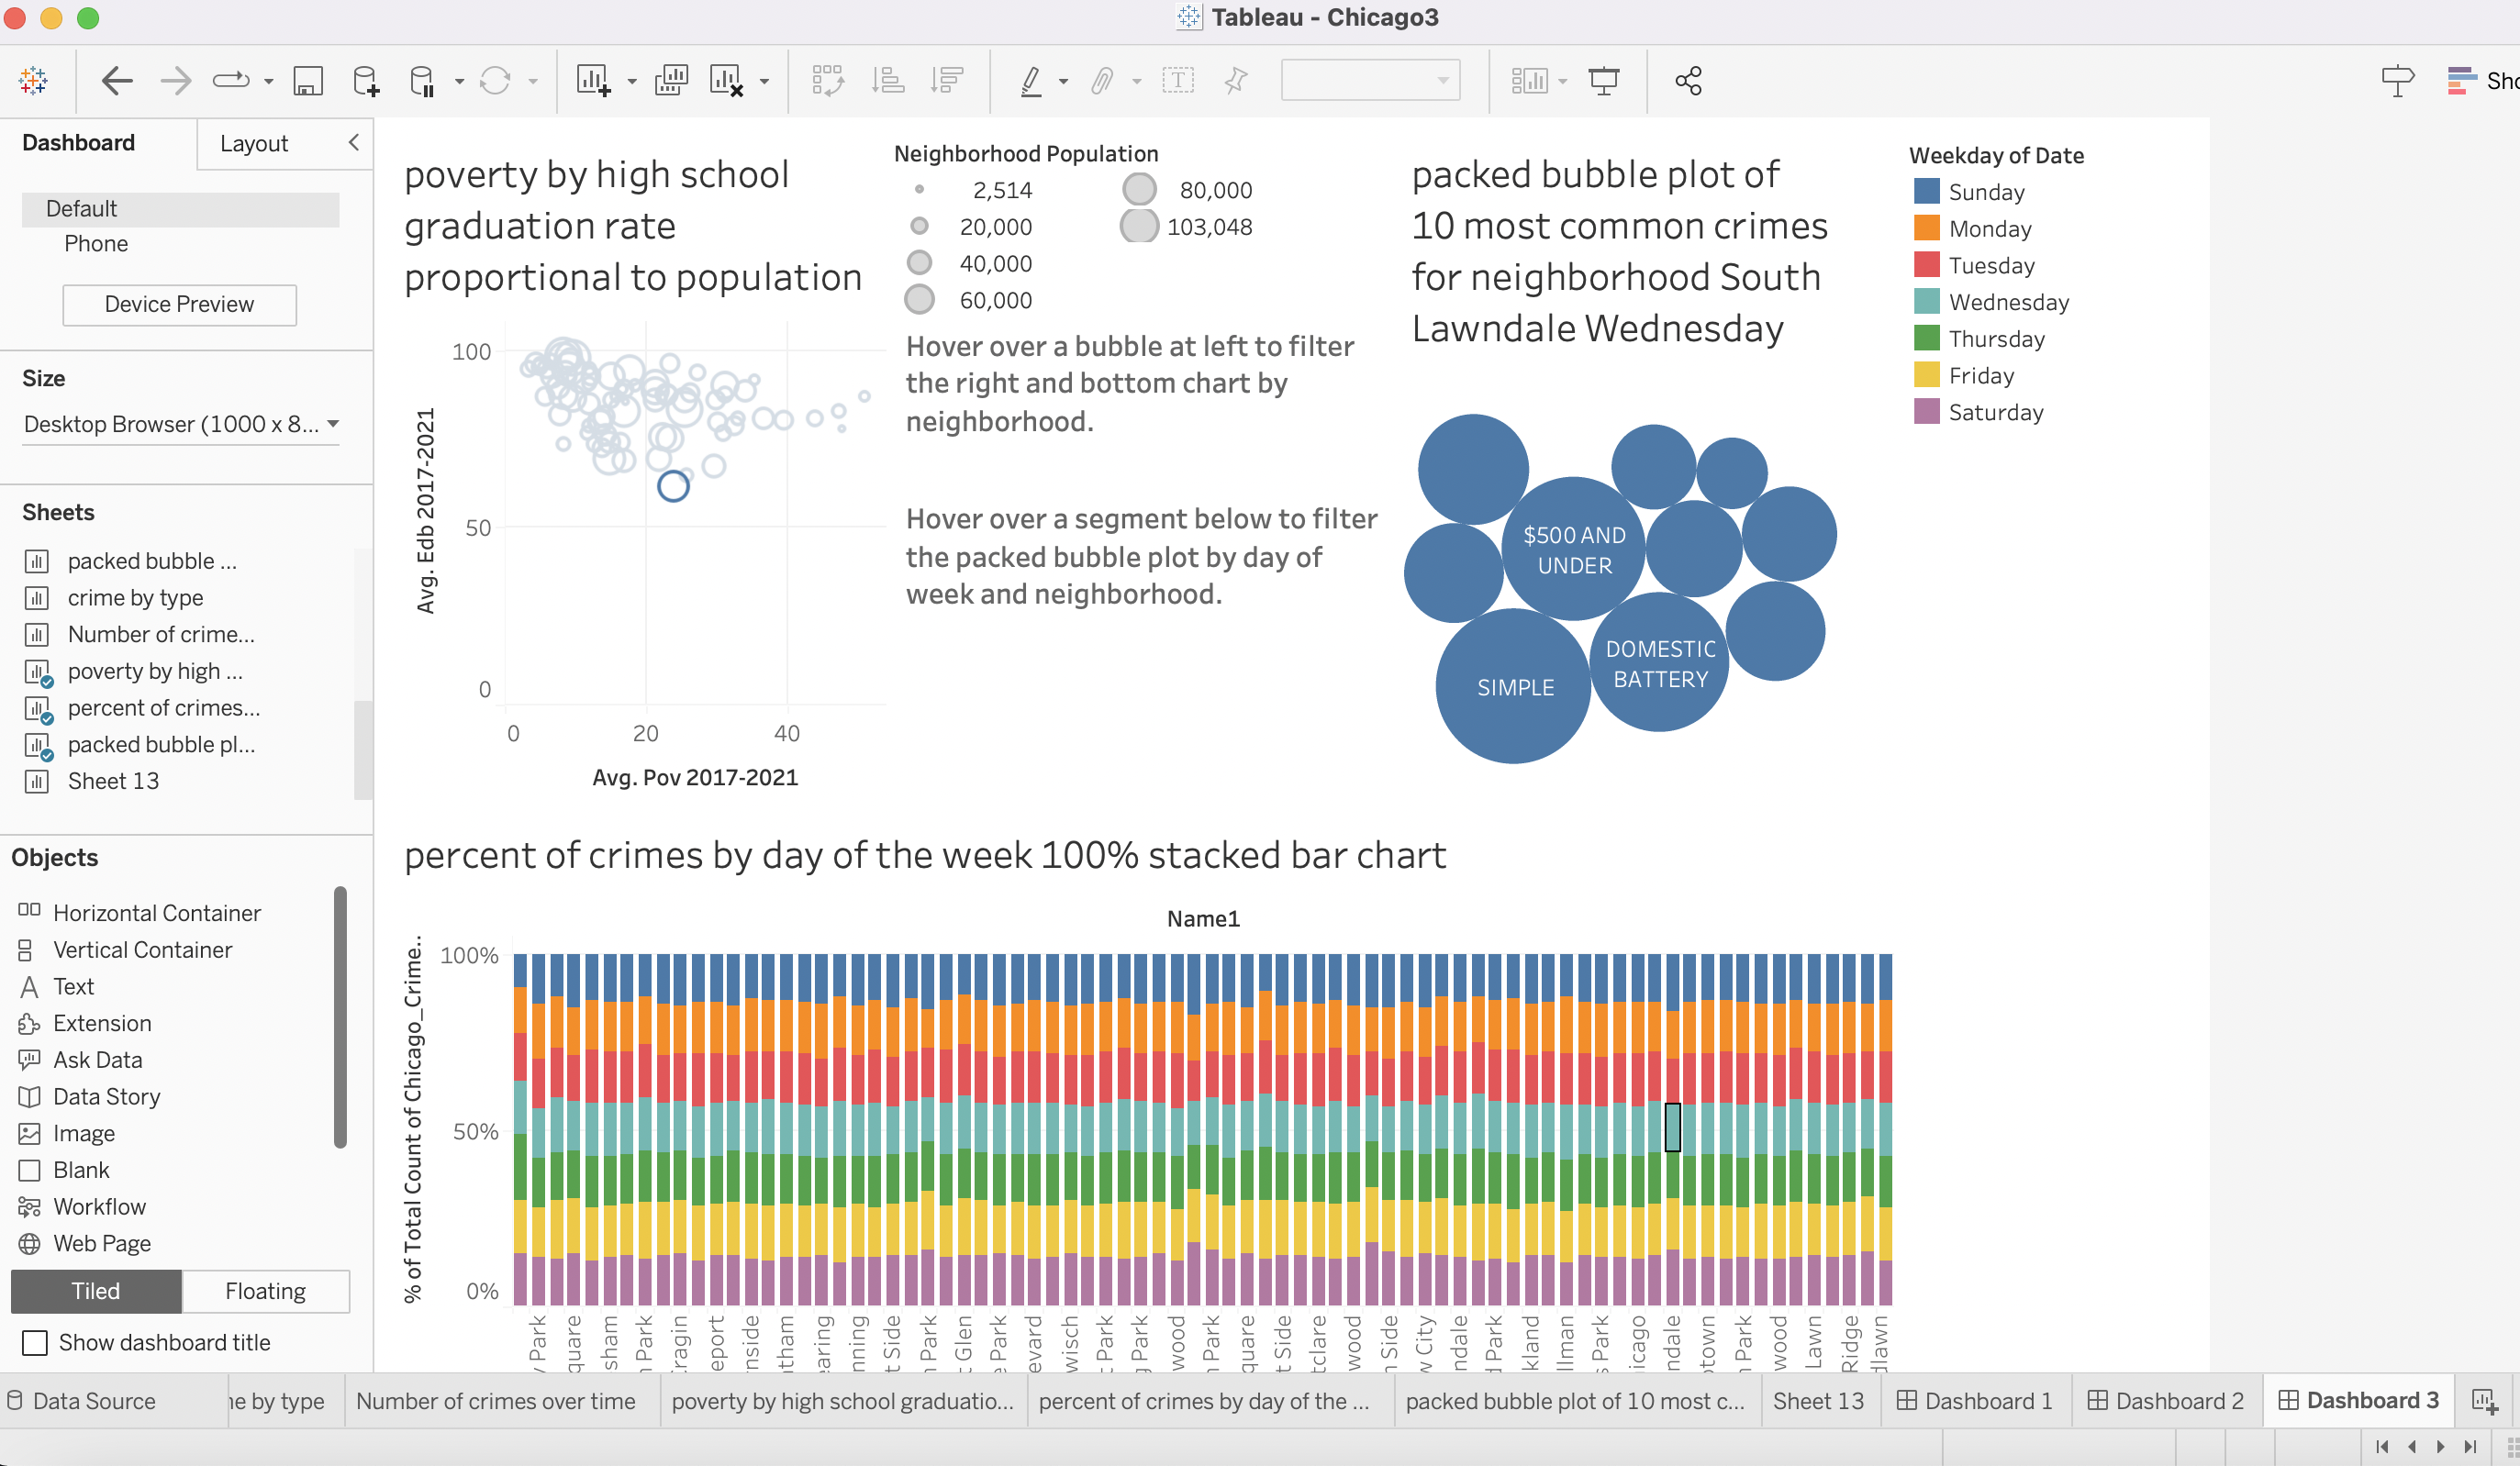 Tableau - Chicago3
Sho
Dashboard
Layout
Default
Phone
Device Preview
Size
Desktop Browser (1000 x 8...
Sheets
packed bubble ...
crime by type
Number of crime...
poverty by high ...
percent of crimes...
packed bubble pl...
Sheet 13
Objects
Horizontal Container
Vertical Container
Text
Extension
Ask Data
Data Story
Image
Blank
Workflow
Web Page
Tiled
Floating
Show dashboard title
poverty by high school
graduation rate
proportional to population
100
50
0
0
20
40
Avg. Edb 2017-2021
Avg. Pov 2017-2021
Neighborhood Population
2,514
20,000
40,000
60,000
80,000
103,048
Hover over a bubble at left to filter
the right and bottom chart by
neighborhood.
Hover over a segment below to filter
the packed bubble plot by day of
week and neighborhood.
packed bubble plot of
10 most common crimes
for neighborhood South
Lawndale Wednesday
$500 AND
UNDER
DOMESTIC
BATTERY
SIMPLE
Weekday of Date
Sunday
Monday
Tuesday
Wednesday
Thursday
Friday
Saturday
percent of crimes by day of the week 100% stacked bar chart
Name1
% of Total Count of Chicago_Crime..
100%
50%
0%
y Park
quare
sham
n Park
ragin
eport
nside
tham
earing
nning
t Side
n Park
t Glen
e Park
evard
wisch
t Park
g Park
wood
n Park
quare
t Side
tclare
wood
n Side
w City
ndale
d Park
kland
llman
s Park
icago
ndale
otown
n Park
wood
Lawn
Ridge
dlawn
Data Source
ne by type
Number of crimes over time
poverty by high school graduatio...
percent of crimes by day of the ...
packed bubble plot of 10 most c...
Sheet 13
Dashboard 1
Dashboard 2
Dashboard 3